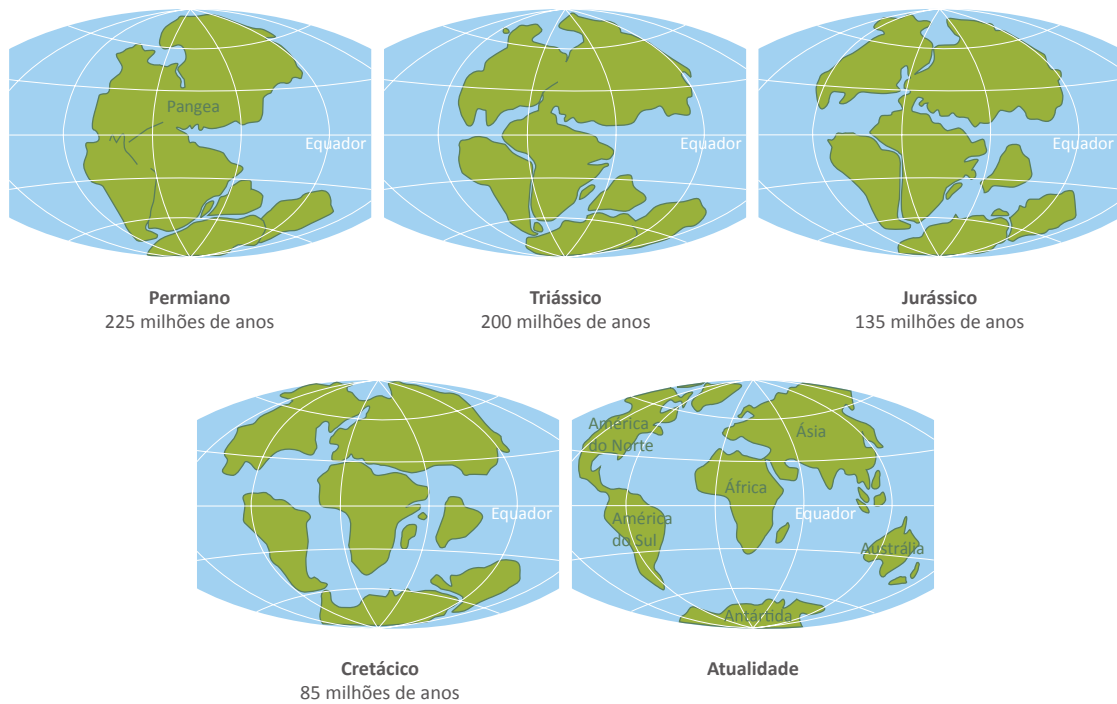 Pangea
Equador
Equador
Equador
Permiano
225 milhões de anos
Triássico
200 milhões de anos
Jurássico
135 milhões de anos
Equador
América
do Norte
Ásia
África
Equador
América
do Sul
Austrália
Antártida
Cretácico
85 milhões de anos
Atualidade